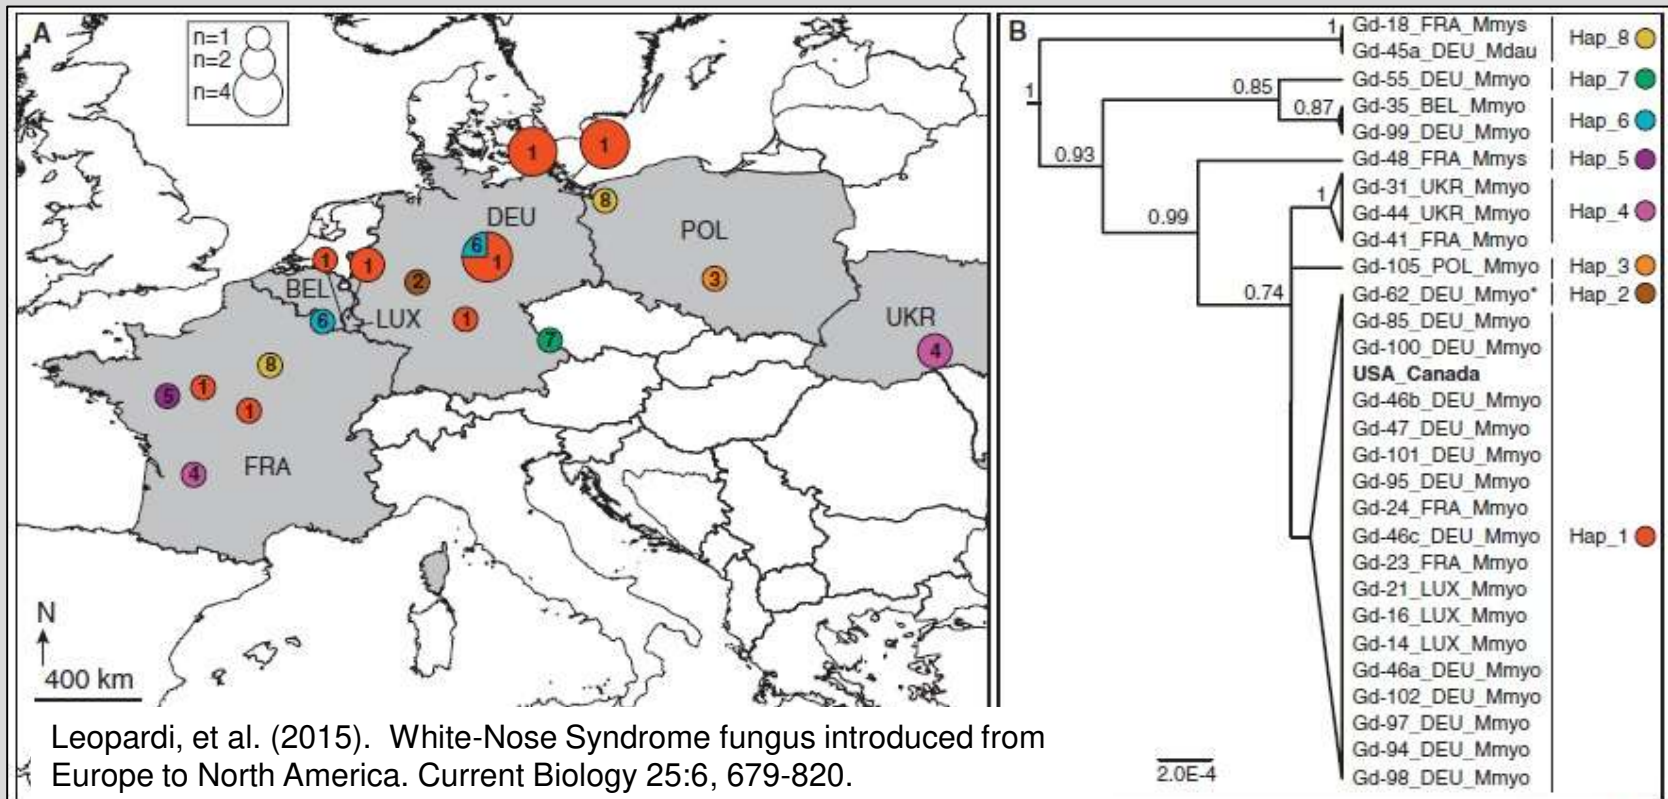 A
n=1
n=2
n=4
1
1
8
DEU
POL
6
1
1
1
2
3
BEL
6
LUX
1
UKR
7
4
8
5
1
1
FRA
4
N
400 km
B
1
Gd-18_FRA_Mmys
Hap_8
Gd-45a_DEU_Mdau
0.85
Gd-55_DEU_Mmyo
Hap_7
1
0.87
Gd-35_BEL_Mmyo
Hap_6
Gd-99_DEU_Mmyo
0.93
Gd-48_FRA_Mmys
Hap_5
Gd-31_UKR_Mmyo
1
0.99
Gd-44_UKR_Mmyo
Hap_4
Gd-41_FRA_Mmyo
Gd-105_POL_Mmyo
Hap_3
0.74
Gd-62_DEU_Mmyo*
Hap_2
Gd-85_DEU_Mmyo
Gd-100_DEU_Mmyo
USA_Canada
Gd-46b_DEU_Mmyo
Gd-47_DEU_Mmyo
Gd-101_DEU_Mmyo
Gd-95_DEU_Mmyo
Gd-24_FRA_Mmyo
Gd-46c_DEU_Mmyo
Hap_1
Gd-23_FRA_Mmyo
Gd-21_LUX_Mmyo
Gd-16_LUX_Mmyo
Gd-14_LUX_Mmyo
Gd-46a_DEU_Mmyo
Gd-102_DEU_Mmyo
Gd-97_DEU_Mmyo
Gd-94_DEU_Mmyo
Gd-98_DEU_Mmyo
2.0E-4
Leopardi, et al. (2015). White-Nose Syndrome fungus introduced from
Europe to North America. Current Biology 25:6, 679-820.